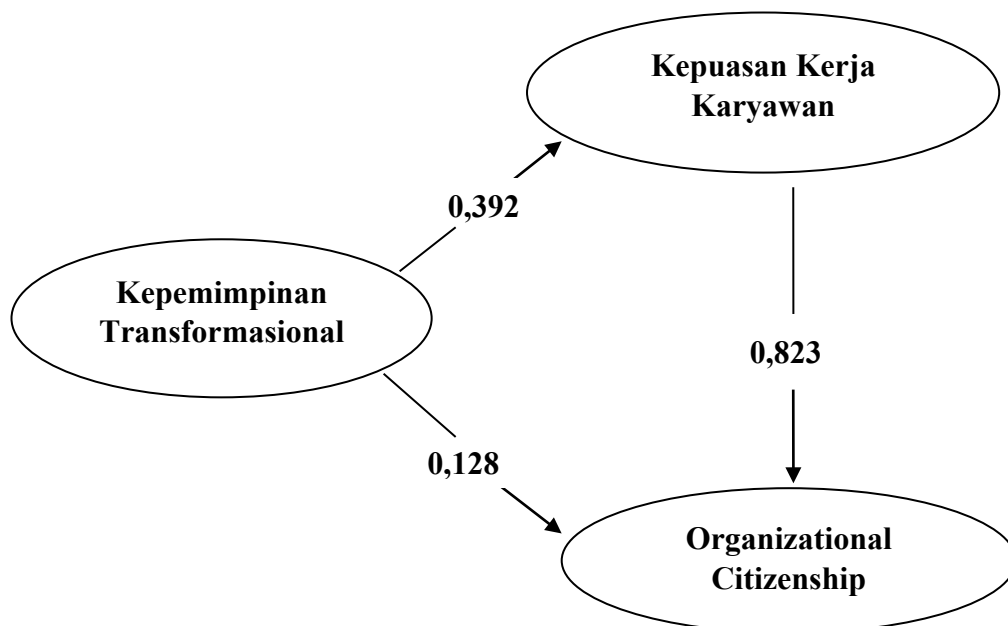 Kepuasan Kerja
Karyawan
0,392
Kepemimpinan
Transformasional
0,823
0,128
Organizational
Citizenship